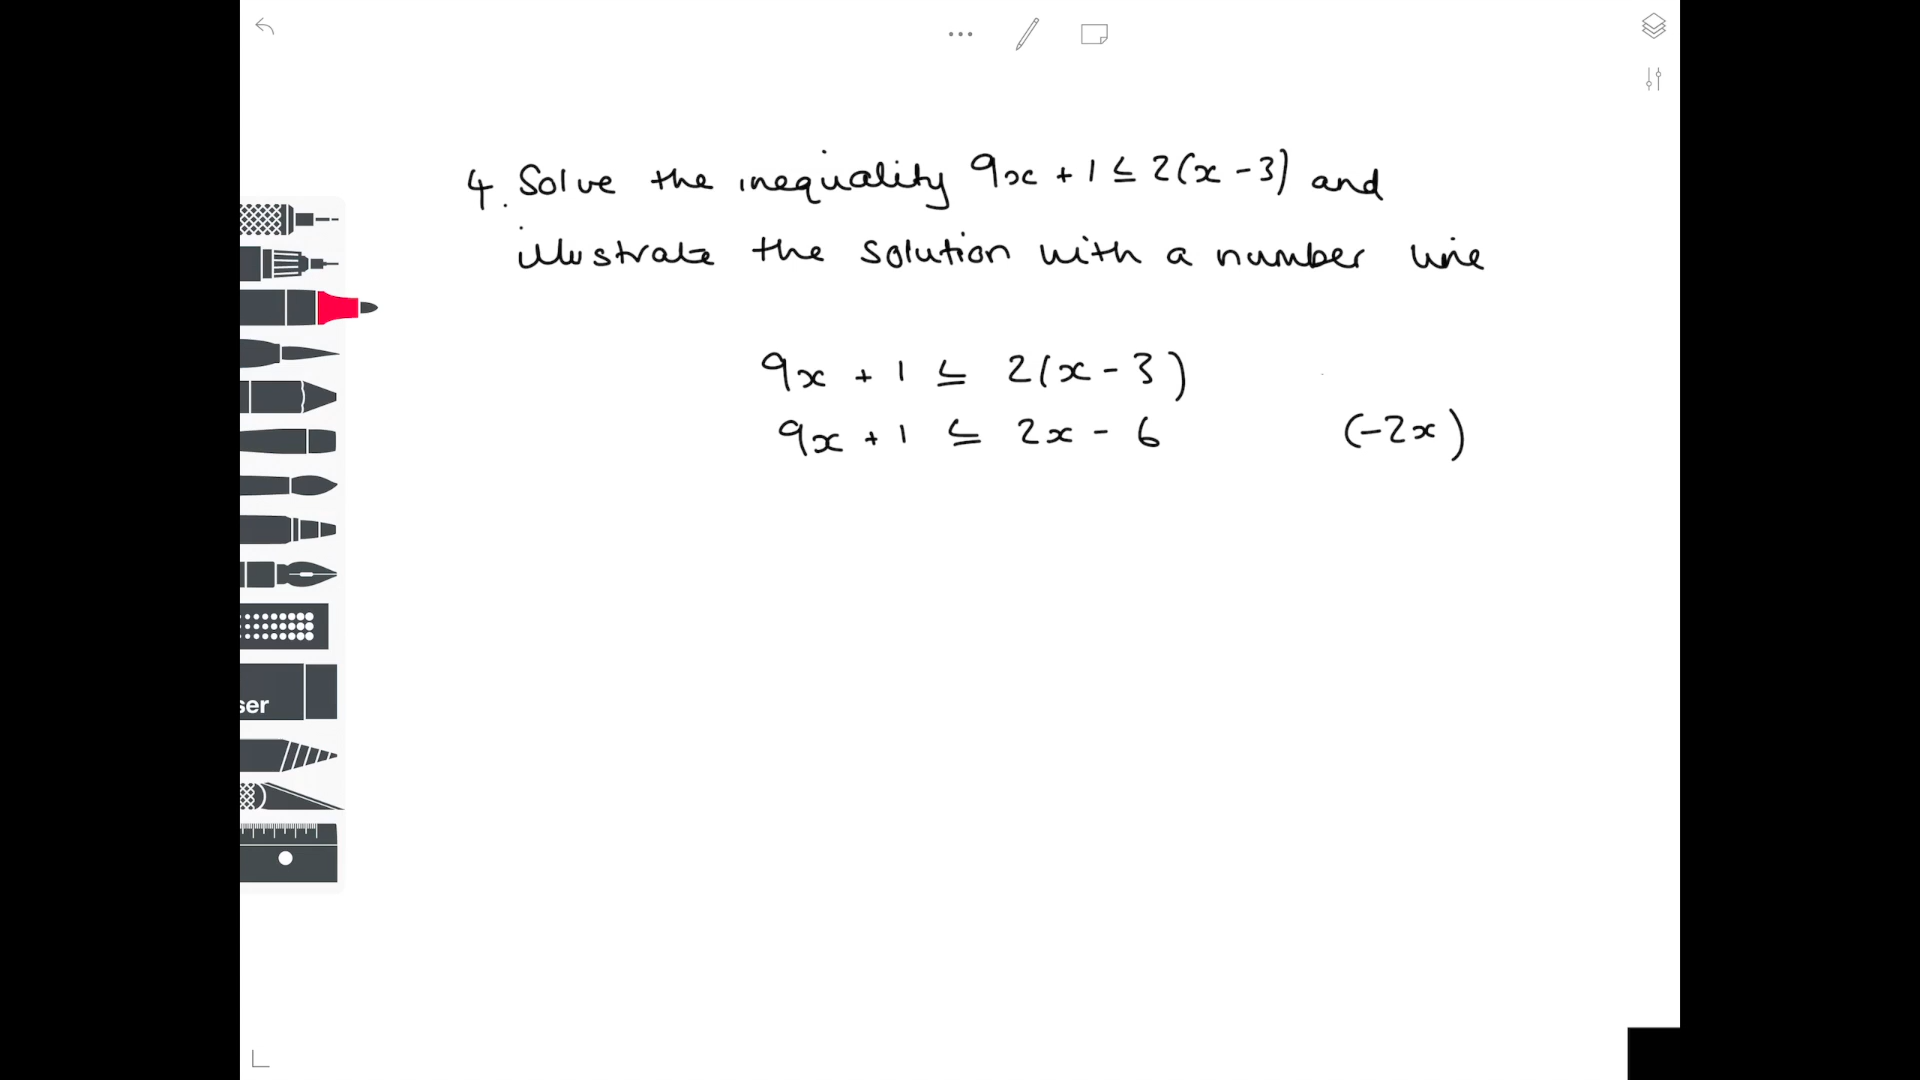 4. Solve the inequality 9x + 1 ≤ 2(x - 3) and
illustrate the solution with a number line
9x + 1 ≤ 2(x - 3)
9x + 1 ≤ 2x - 6 (-2x)
ser